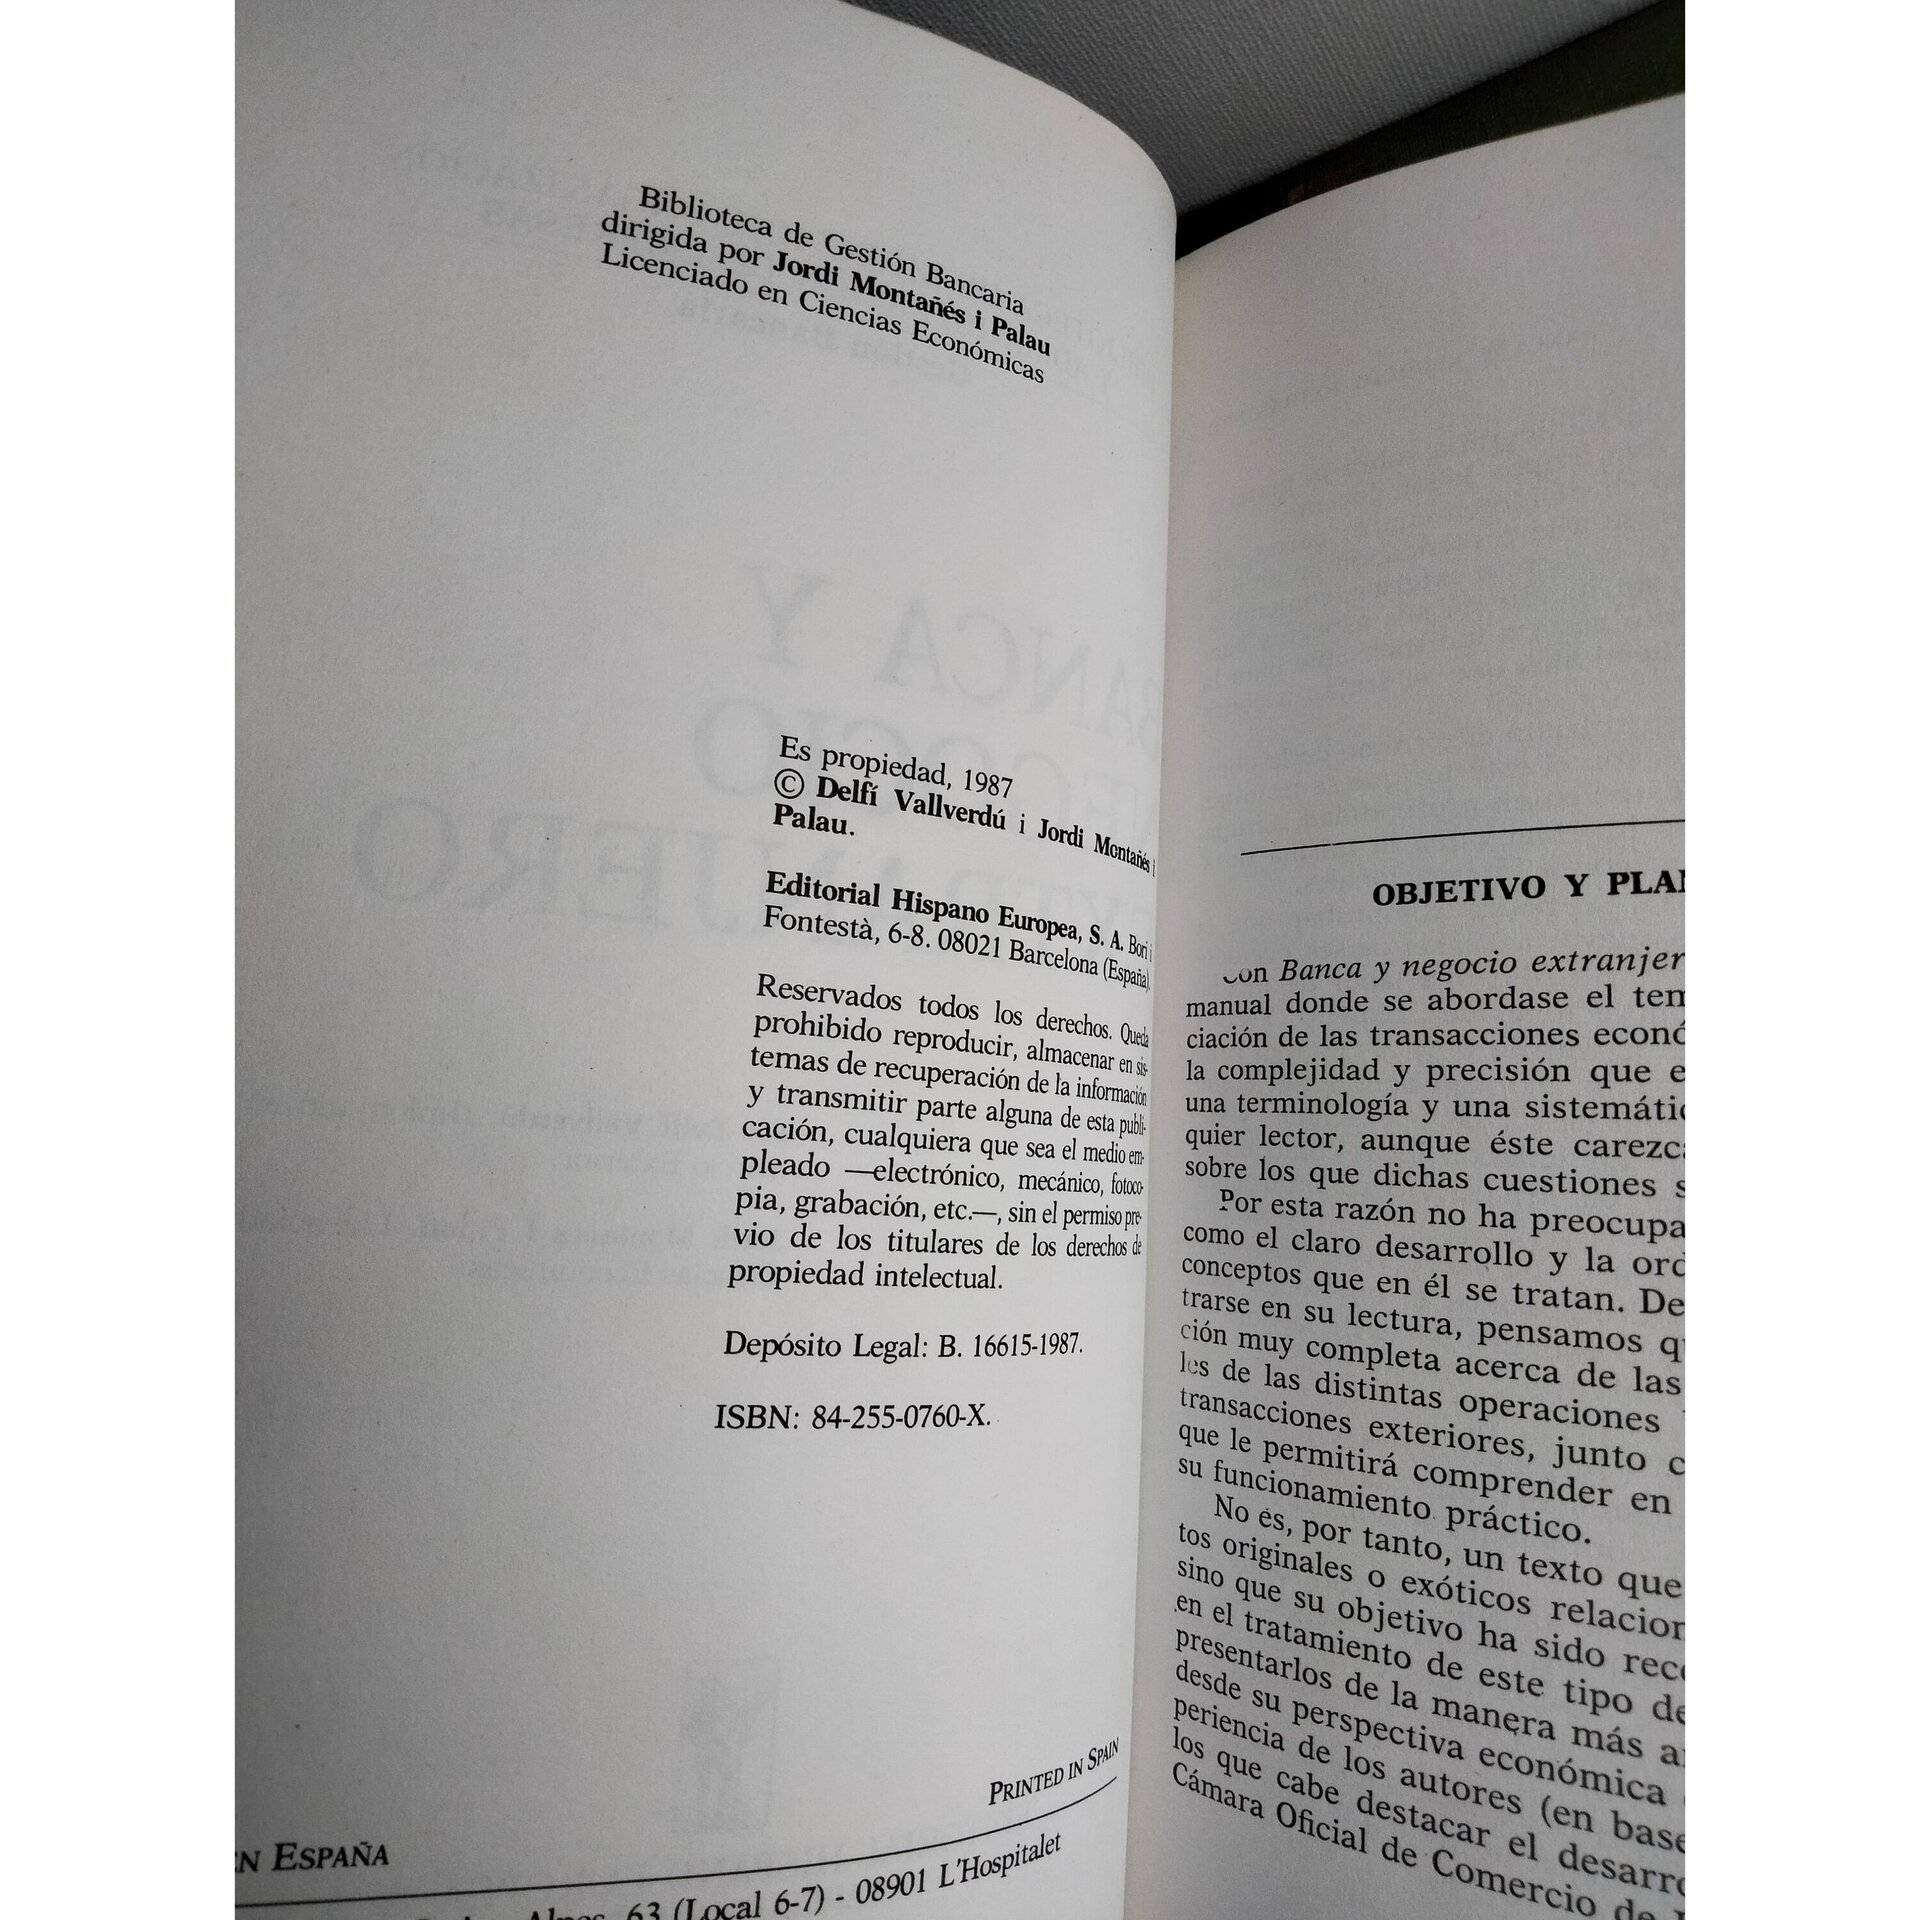 Biblioteca de Gestión Bancaria
dirigida por Jordi Montañés i Palau
Licenciado en Ciencias Económicas
Es propiedad, 1987
© Delfí Vallverdú i Jordi Montañés i
Palau.
Editorial Hispano Europea, S. A. Bori i
Fontestà, 6-8. 08021 Barcelona (España).
Reservados todos los derechos. Queda
prohibido reproducir, almacenar en sis-
temas de recuperación de la información
y transmitir parte alguna de esta publi-
cación, cualquiera que sea el medio em-
pleado —electrónico, mecánico, fotoco-
pia, grabación, etc.—, sin el permiso pre-
vio de los titulares de los derechos de
propiedad intelectual.
Depósito Legal: B. 16615-1987.
ISBN: 84-255-0760-X.
PRINTED IN SPAIN
EN ESPAÑA
63 (Local 6-7) - 08901 L'Hospitalet
OBJETIVO Y PLAN
Con Banca y negocio extranjer
manual donde se abordase el tem
ciación de las transacciones econó
la complejidad y precisión que e
una terminología y una sistemátic
quier lector, aunque éste carezca
sobre los que dichas cuestiones s
Por esta razón no ha preocupa
como el claro desarrollo y la ord
conceptos que en él se tratan. De
trarse en su lectura, pensamos qu
ción muy completa acerca de las
les de las distintas operaciones
transacciones exteriores, junto c
que le permitirá comprender en
su funcionamiento práctico.
No es, por tanto, un texto que
tos originales o exóticos relacion
sino que su objetivo ha sido reco
en el tratamiento de este tipo de
presentarlos de la manera más a
desde su perspectiva económica
periencia de los autores (en base
los que cabe destacar el desarro
Cámara Oficial de Comercio de